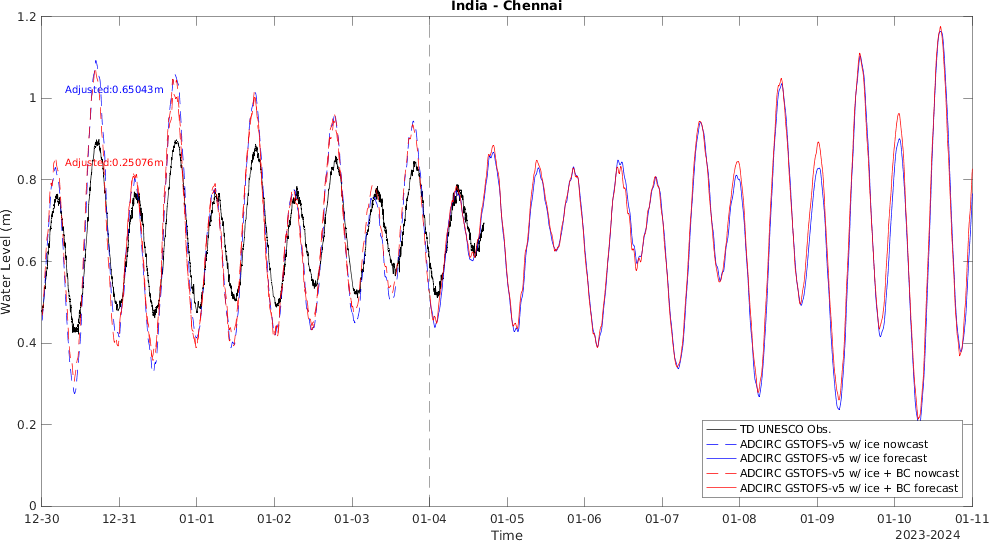 India - Chennai
Water Level (m)
1.2
1
0.8
0.6
0.4
0.2
0
Adjusted:0.65043m
Adjusted:0.25076m
TD UNESCO Obs.
ADCIRC GSTOFS-v5 w/ ice nowcast
ADCIRC GSTOFS-v5 w/ ice forecast
ADCIRC GSTOFS-v5 w/ ice + BC nowcast
ADCIRC GSTOFS-v5 w/ ice + BC forecast
12-30 12-31 01-01 01-02 01-03 01-04 01-05 01-06 01-07 01-08 01-09 01-10 01-11
Time
2023-2024